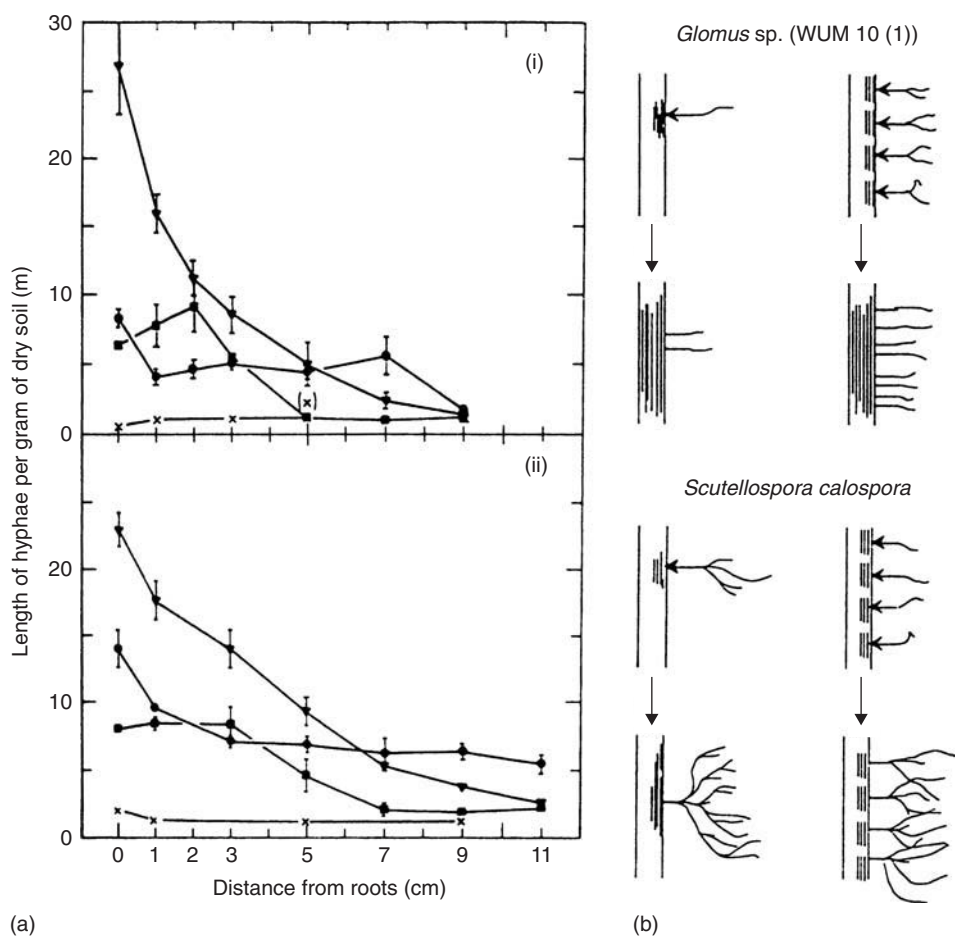 30
20
10
0
(i)
20
10
0
(ii)
Length of hyphae per gram of dry soil (m)
0 1 2 3 5 7 9 11
Distance from roots (cm)
(a)
Glomus sp. (WUM 10 (1))
Scutellospora calospora
(b)